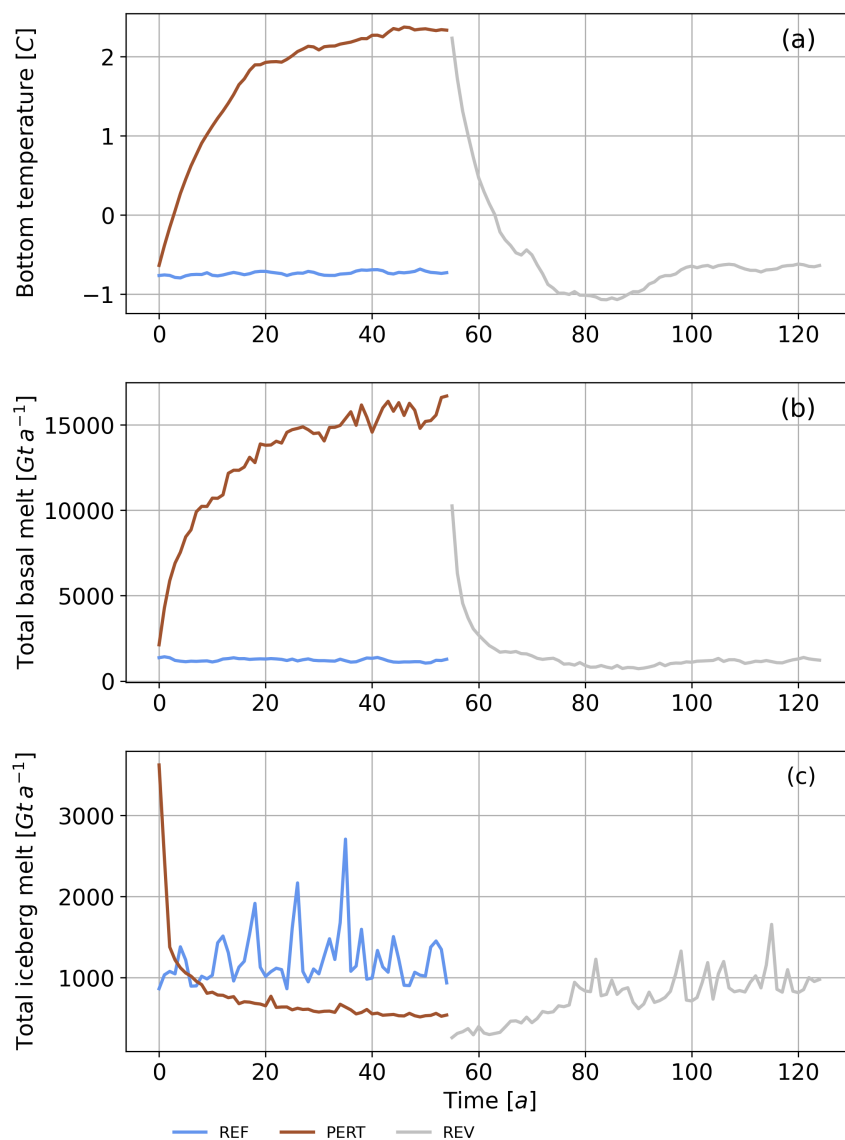 (a)
Bottom temperature [C]
2
1
0
−1
0 20 40 60 80 100 120
(b)
Total basal melt [Gt a⁻¹]
15000
10000
5000
0
0 20 40 60 80 100 120
(c)
Total iceberg melt [Gt a⁻¹]
3000
2000
1000
0 20 40 60 80 100 120
Time [a]
REF PERT REV